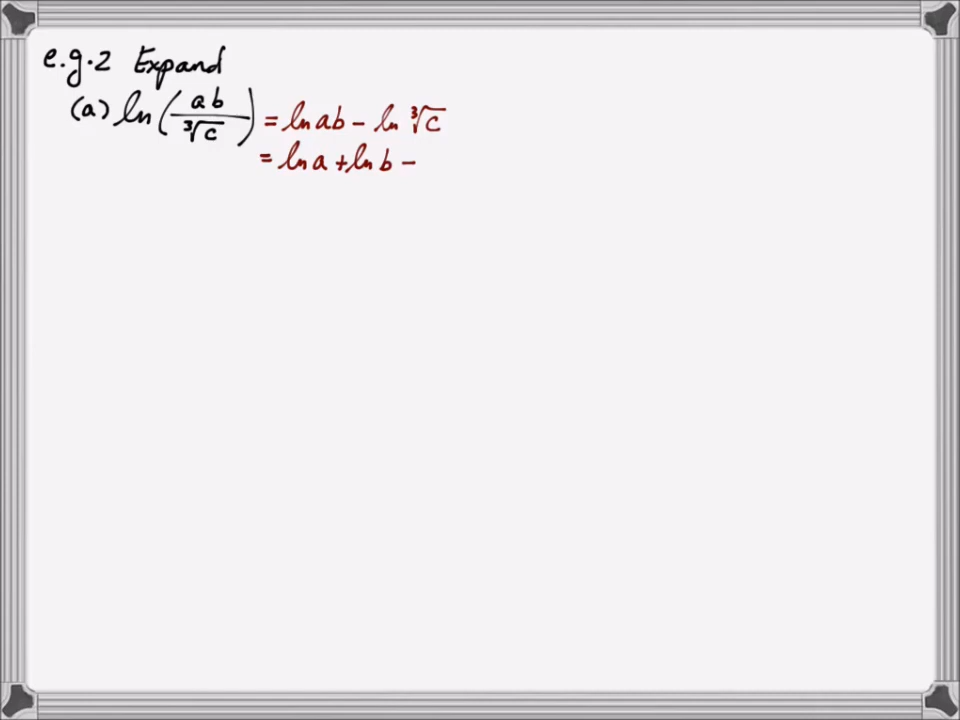 e.g.2 Expand
(a) ln(ab/∛c) = ln ab − ln ∛c
= ln a + ln b −